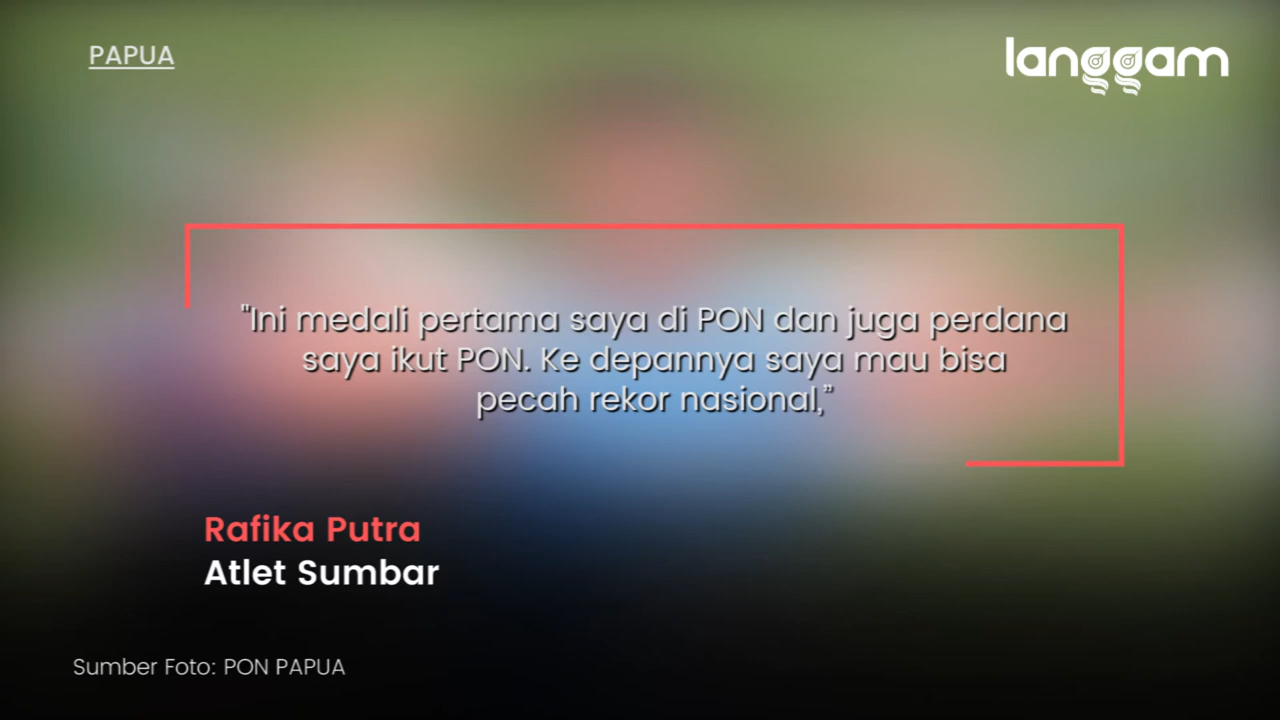 PAPUA
langgam
"Ini medali pertama saya di PON dan juga perdana
saya ikut PON. Ke depannya saya mau bisa
pecah rekor nasional,”
Rafika Putra
Atlet Sumbar
Sumber Foto: PON PAPUA